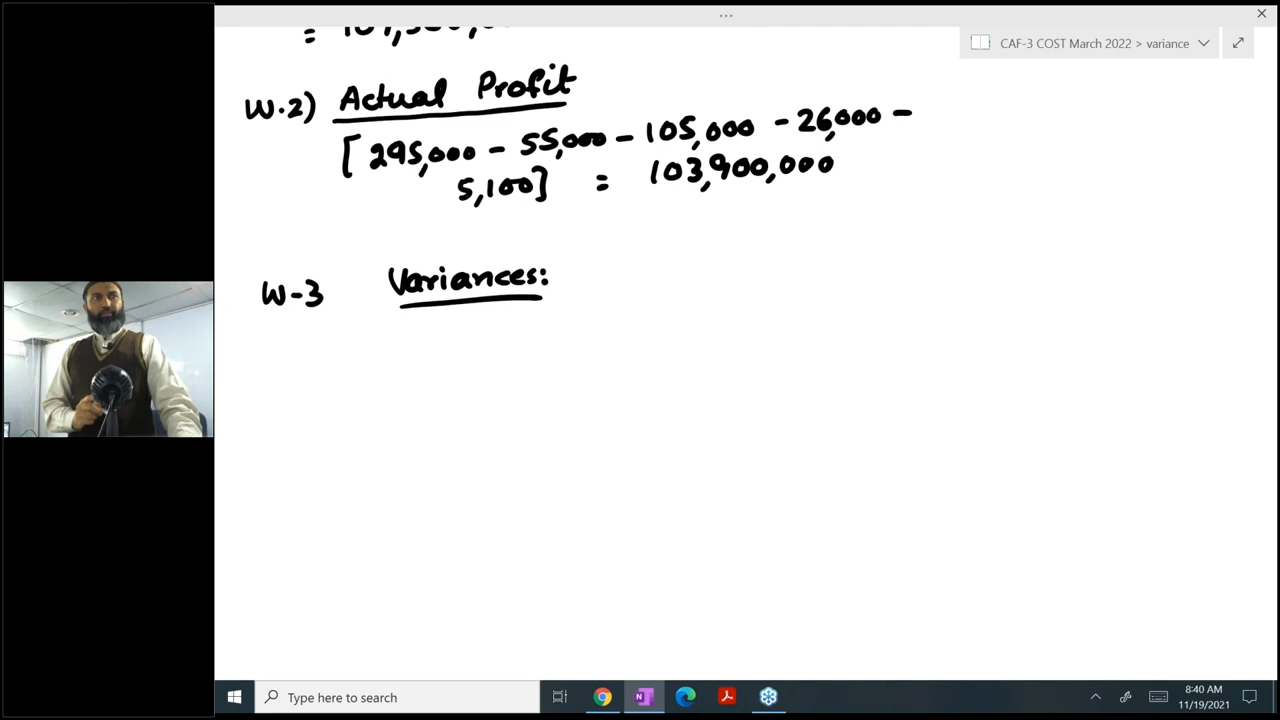 CAF-3 COST March 2022 > variance
W.2) Actual Profit
[295,000 - 55,000 - 105,000 - 26,000 -
5,100] = 103,900,000
W-3 Variances:
Type here to search
8:40 AM
11/19/2021